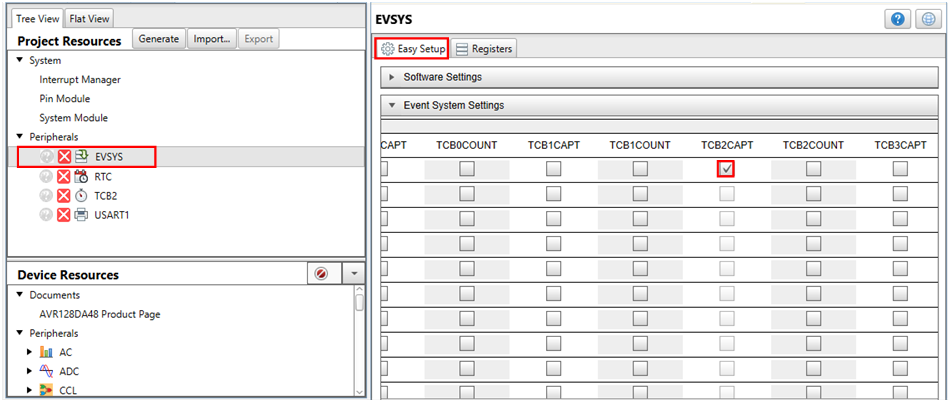 Tree View Flat View
Project Resources Generate Import... Export
System
Interrupt Manager
Pin Module
System Module
Peripherals
EVSYS
RTC
TCB2
USART1
Device Resources
Documents
AVR128DA48 Product Page
Peripherals
AC
ADC
CCL
EVSYS
Easy Setup Registers
Software Settings
Event System Settings
CAPT TCB0COUNT TCB1CAPT TCB1COUNT TCB2CAPT TCB2COUNT TCB3CAPT